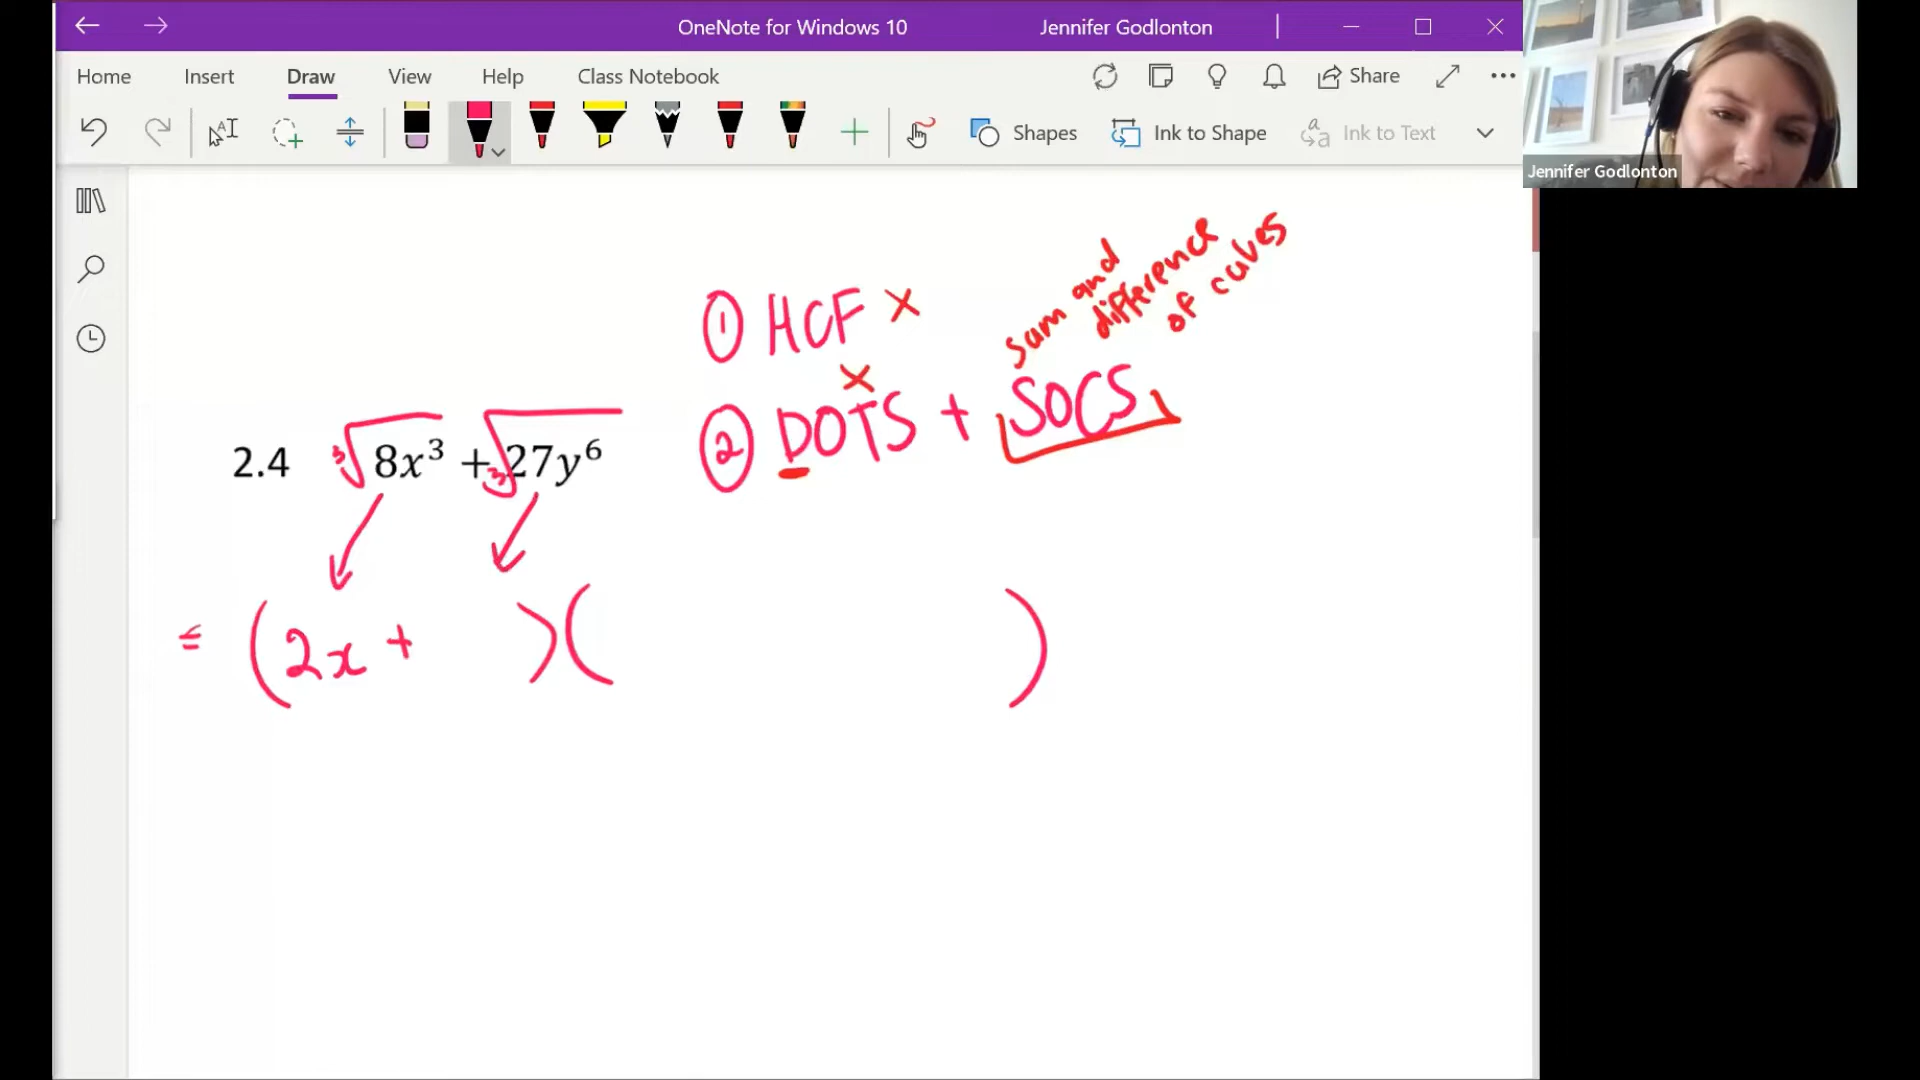 OneNote for Windows 10 Jennifer Godlonton
Home Insert Draw View Help Class Notebook Share
Shapes Ink to Shape Ink to Text
Jennifer Godlonton
sum and
difference
of cubes
① HCF ×
×
② DOTS + SOCS
2.4 ∛8x³ + ∛27y⁶
= (2x + )( )